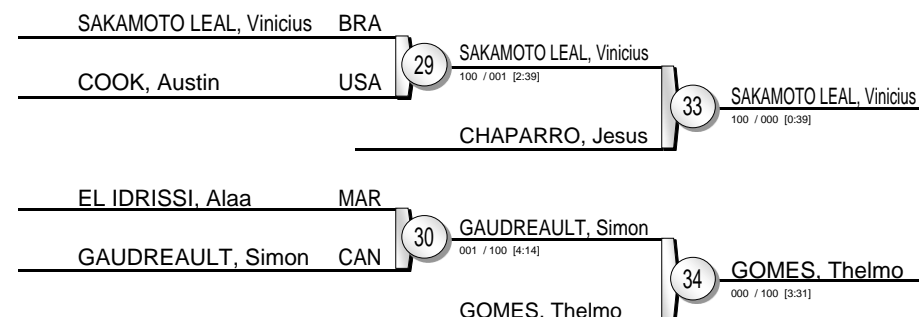 SAKAMOTO LEAL, Vinicius BRA
COOK, Austin USA
29
SAKAMOTO LEAL, Vinicius
100 / 001 [2:39]
CHAPARRO, Jesus
33
SAKAMOTO LEAL, Vinicius
100 / 000 [0:39]
EL IDRISSI, Alaa MAR
GAUDREAULT, Simon CAN
30
GAUDREAULT, Simon
001 / 100 [4:14]
GOMES, Thelmo
34
GOMES, Thelmo
000 / 100 [3:31]